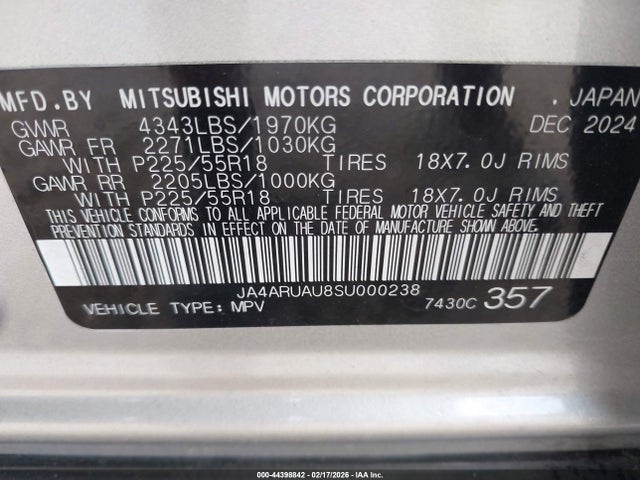 MFD.BY MITSUBISHI MOTORS CORPORATION . JAPAN
GVWR 4343LBS/1970KG DEC 2024
GAWR FR 2271LBS/1030KG
WITH P225/55R18 TIRES 18X7.0J RIMS
GAWR RR 2205LBS/1000KG
WITH P225/55R18 TIRES 18X7.0J RIMS
THIS VEHICLE CONFORMS TO ALL APPLICABLE FEDERAL MOTOR VEHICLE SAFETY AND THEFT
PREVENTION STANDARDS IN EFFECT ON THE DATE OF MANUFACTURE SHOWN ABOVE.
JA4ARUAU8SU000238
VEHICLE TYPE: MPV 7430C 357
000-44398842 - 02/17/2026 - IAA Inc.